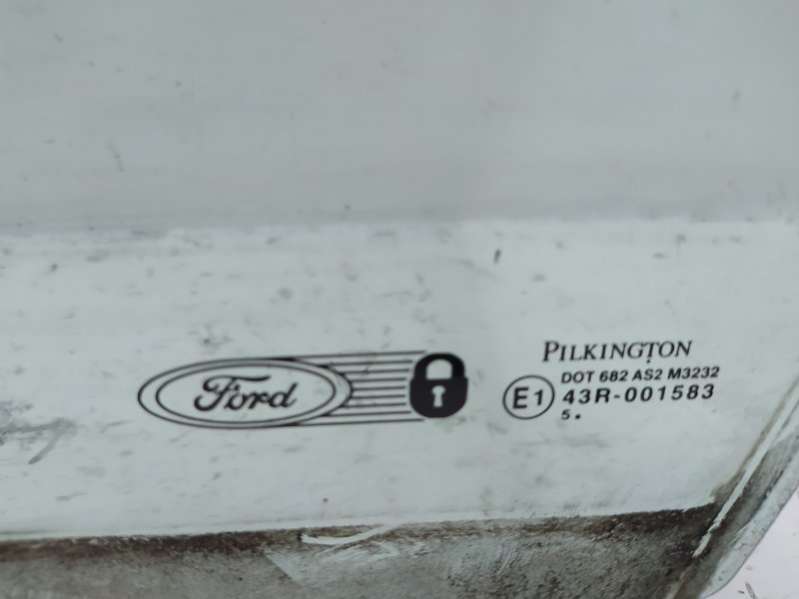 Ford
PILKINGTON
DOT 682 AS2 M3232
E1 43R-001583
5.